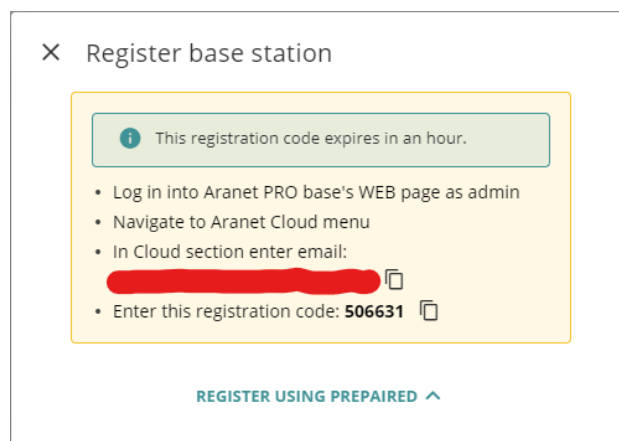 Register base station
This registration code expires in an hour.
Log in into Aranet PRO base's WEB page as admin
Navigate to Aranet Cloud menu
In Cloud section enter email:
Enter this registration code: 506631
REGISTER USING PREPAIRED